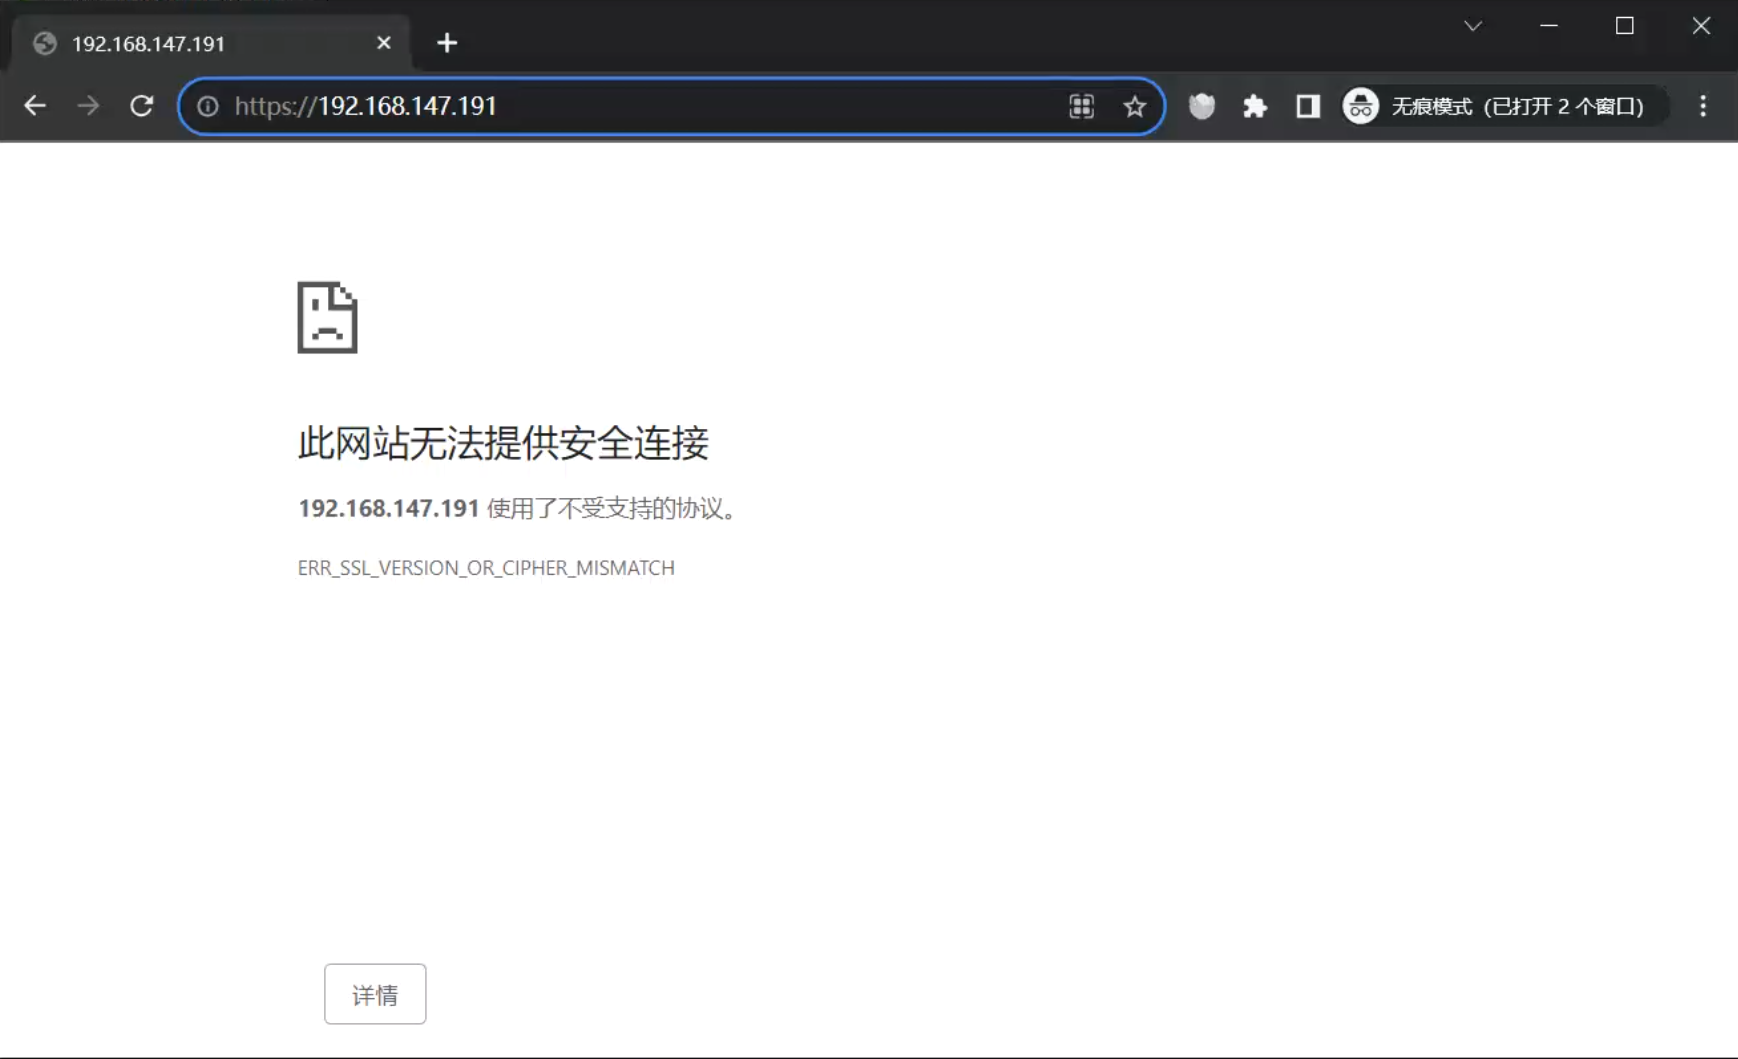 192.168.147.191
https://192.168.147.191
无痕模式 (已打开 2 个窗口)
此网站无法提供安全连接
192.168.147.191 使用了不受支持的协议。
ERR_SSL_VERSION_OR_CIPHER_MISMATCH
详情